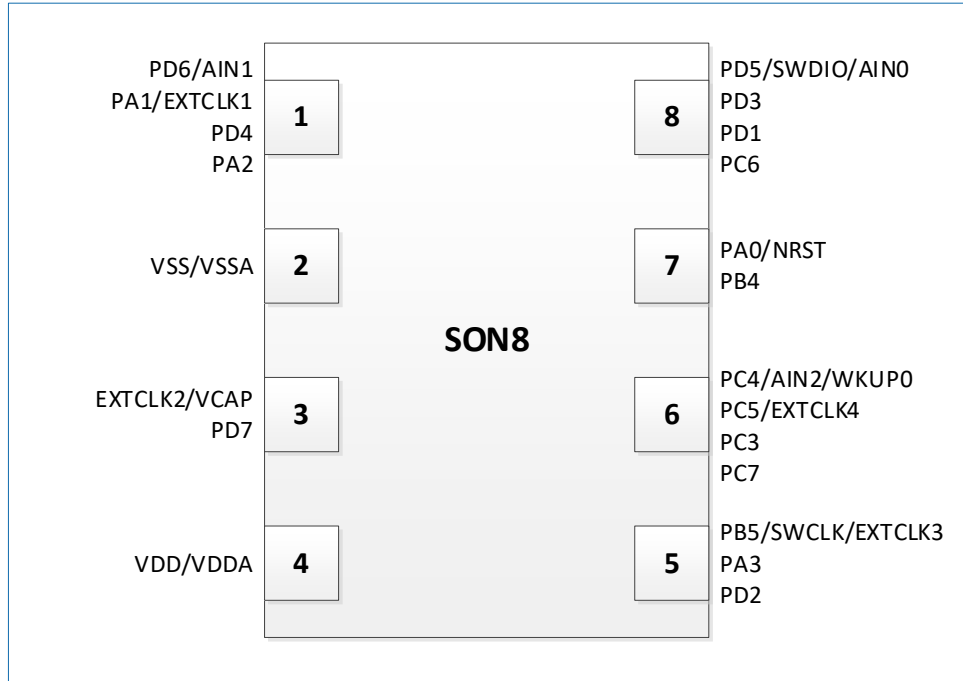 PD6/AIN1
PA1/EXTCLK1
PD4
PA2
1
8
PD5/SWDIO/AIN0
PD3
PD1
PC6
VSS/VSSA
2
7
PA0/NRST
PB4
SON8
EXTCLK2/VCAP
PD7
3
6
PC4/AIN2/WKUP0
PC5/EXTCLK4
PC3
PC7
VDD/VDDA
4
5
PB5/SWCLK/EXTCLK3
PA3
PD2